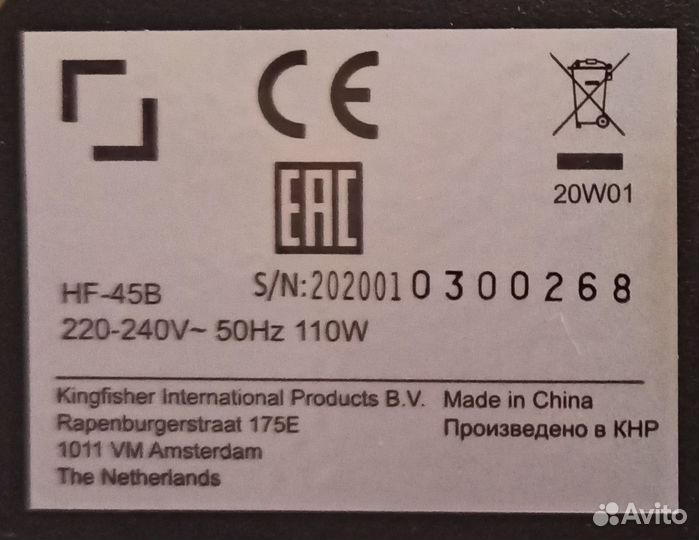 CE
EAC
20W01
HF-45B
S/N:2020010300268
220-240V~ 50Hz 110W
Kingfisher International Products B.V.
Rapenburgerstraat 175E
1011 VM Amsterdam
The Netherlands
Made in China
Произведено в КНР
Avito